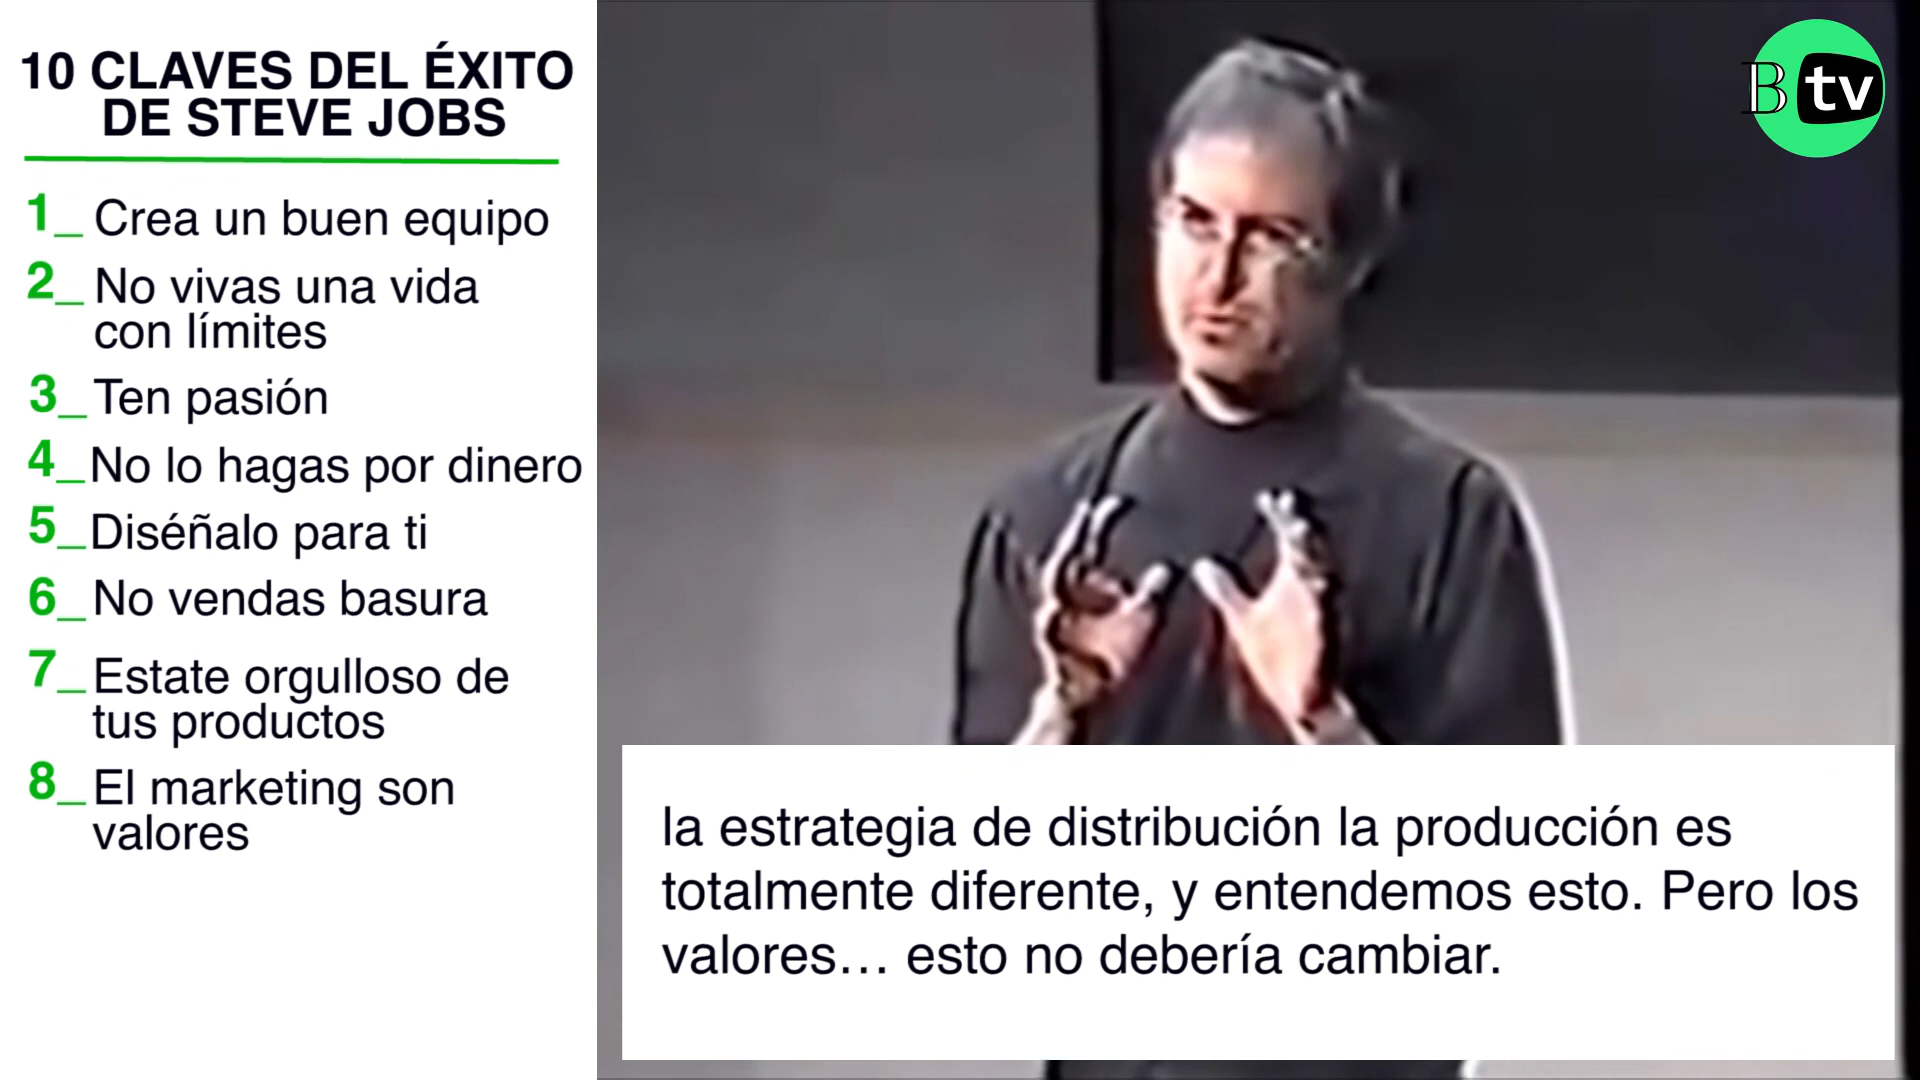 10 CLAVES DEL ÉXITO
DE STEVE JOBS
1_ Crea un buen equipo
2_ No vivas una vida
con límites
3_ Ten pasión
4_ No lo hagas por dinero
5_ Diséñalo para ti
6_ No vendas basura
7_ Estate orgulloso de
tus productos
8_ El marketing son
valores
B tv
la estrategia de distribución la producción es
totalmente diferente, y entendemos esto. Pero los
valores... esto no debería cambiar.